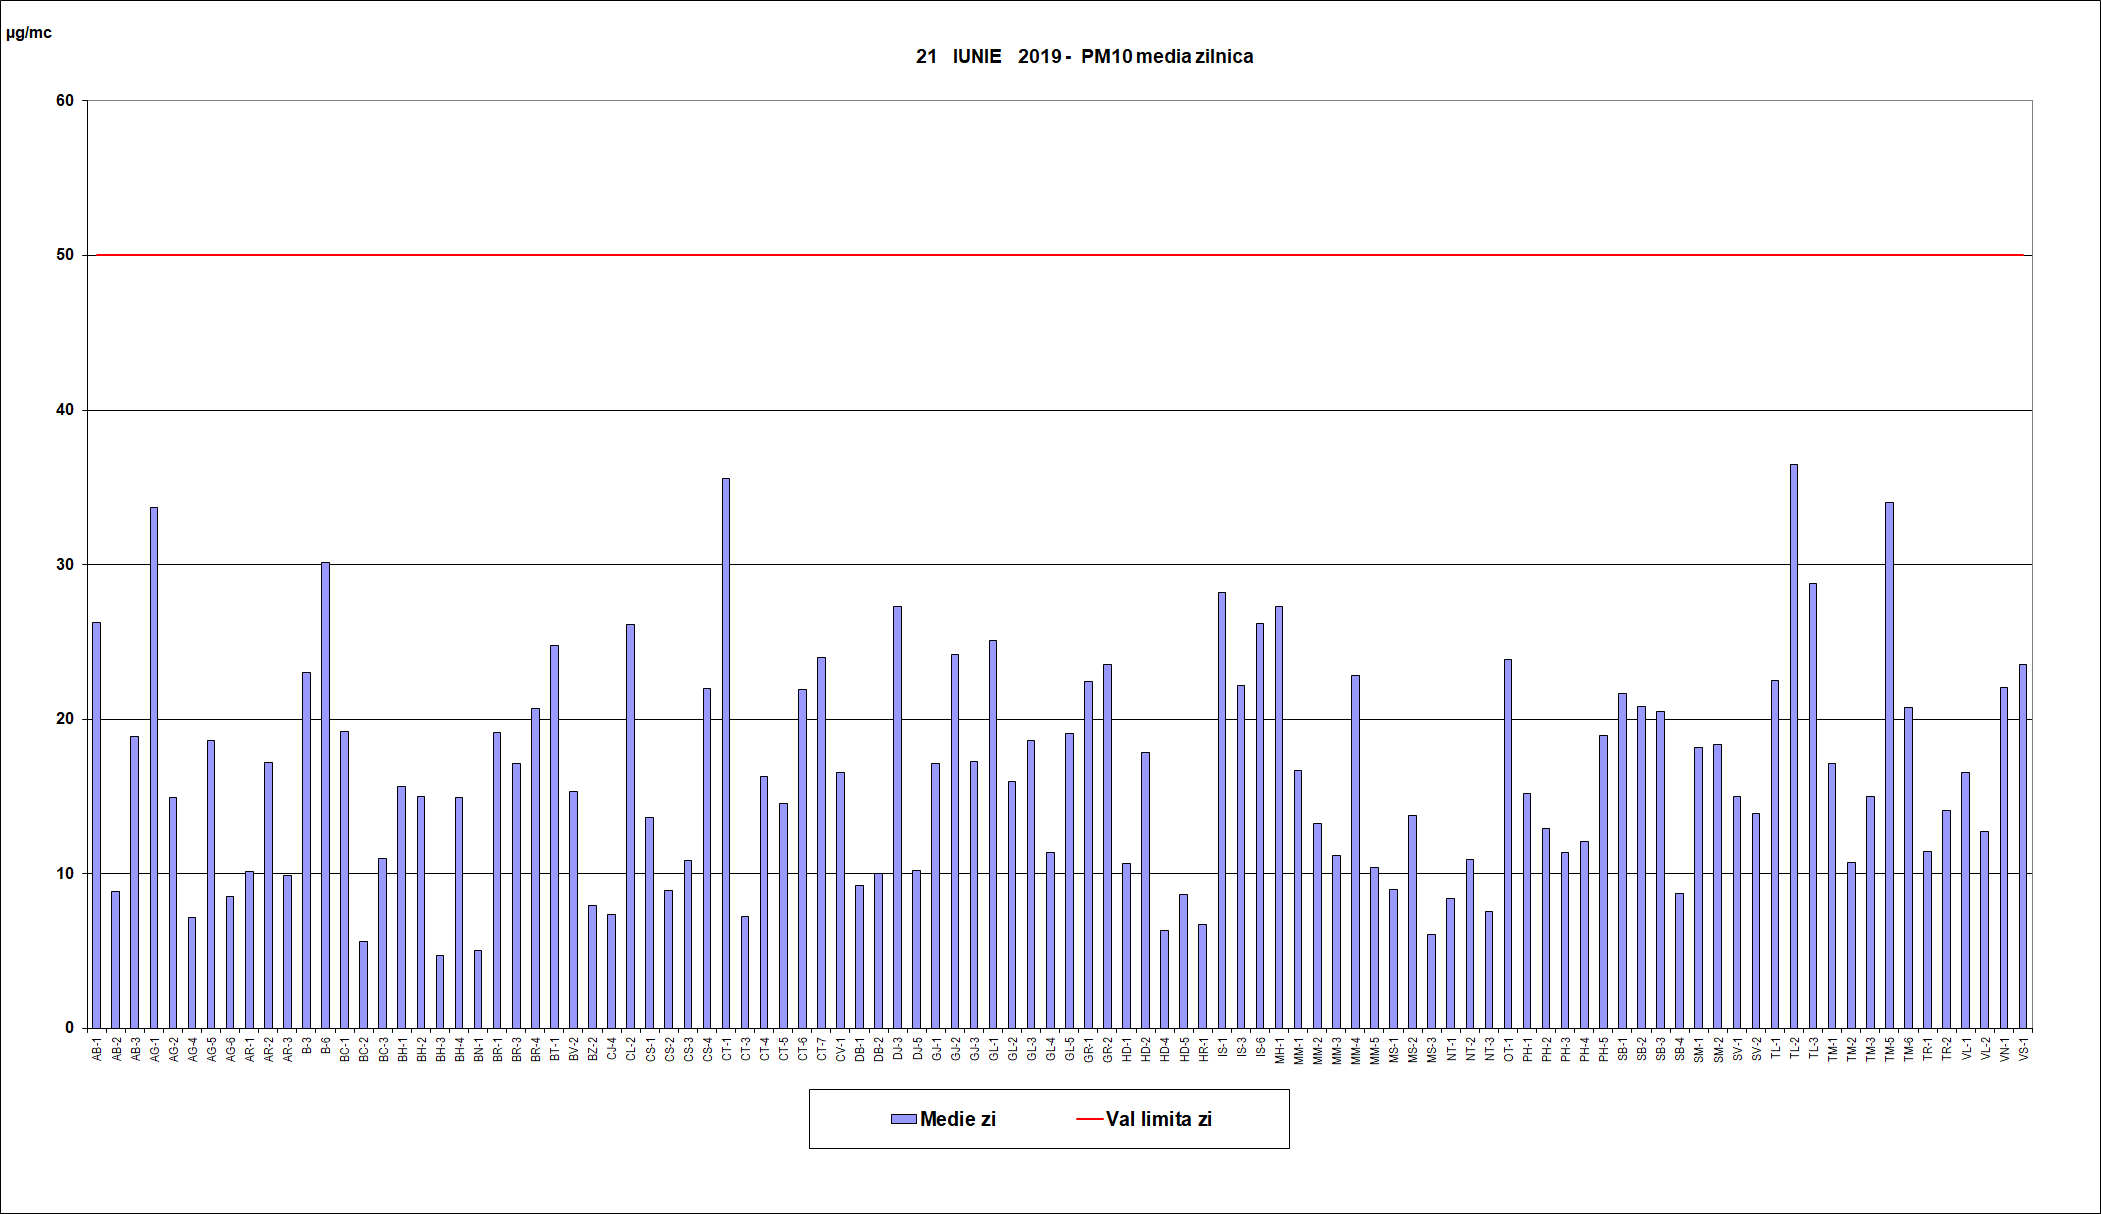 µg/mc
21 IUNIE 2019 - PM10 media zilnica
60
50
40
30
20
10
0
AB-1 AB-2 AB-3 AG-1 AG-2 AG-4 AG-5 AG-6 AR-1 AR-2 AR-3 B-3 B-6 BC-1 BC-2 BC-3 BH-1 BH-2 BH-3 BH-4 BN-1 BR-1 BR-3 BR-4 BT-1 BV-2 BZ-2 CJ-4 CL-2 CS-1 CS-2 CS-3 CS-4 CT-1 CT-3 CT-4 CT-5 CT-6 CT-7 CV-1 DB-1 DB-2 DJ-3 DJ-5 GJ-1 GJ-2 GJ-3 GL-1 GL-2 GL-3 GL-4 GL-5 GR-1 GR-2 HD-1 HD-2 HD-4 HD-5 HR-1 IS-1 IS-3 IS-6 MH-1 MM-1 MM-2 MM-3 MM-4 MM-5 MS-1 MS-2 MS-3 NT-1 NT-2 NT-3 OT-1 PH-1 PH-2 PH-3 PH-4 PH-5 SB-1 SB-2 SB-3 SB-4 SM-1 SM-2 SV-1 SV-2 TL-1 TL-2 TL-3 TM-1 TM-2 TM-3 TM-5 TM-6 TR-1 TR-2 VL-1 VL-2 VN-1 VS-1
Medie zi Val limita zi